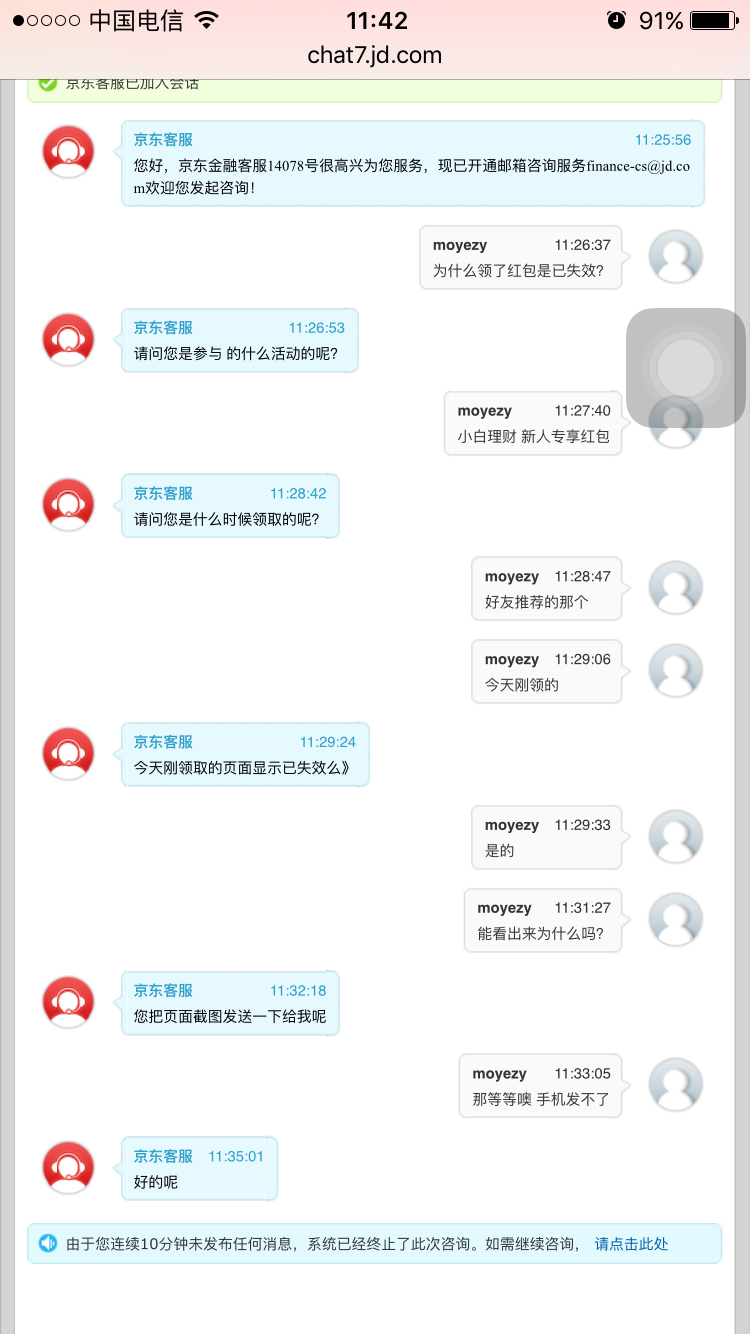 中国电信 11:42 91%
chat7.jd.com
京东客服已加入会话
京东客服 11:25:56
您好，京东金融客服14078号很高兴为您服务，现已开通邮箱咨询服务finance-cs@jd.co
m欢迎您发起咨询！
moyezy 11:26:37
为什么领了红包是已失效?
京东客服 11:26:53
请问您是参与 的什么活动的呢?
moyezy 11:27:40
小白理财 新人专享红包
京东客服 11:28:42
请问您是什么时候领取的呢?
moyezy 11:28:47
好友推荐的那个
moyezy 11:29:06
今天刚领的
京东客服 11:29:24
今天刚领取的页面显示已失效么》
moyezy 11:29:33
是的
moyezy 11:31:27
能看出来为什么吗?
京东客服 11:32:18
您把页面截图发送一下给我呢
moyezy 11:33:05
那等等噢 手机发不了
京东客服 11:35:01
好的呢
由于您连续10分钟未发布任何消息，系统已经终止了此次咨询。如需继续咨询， 请点击此处